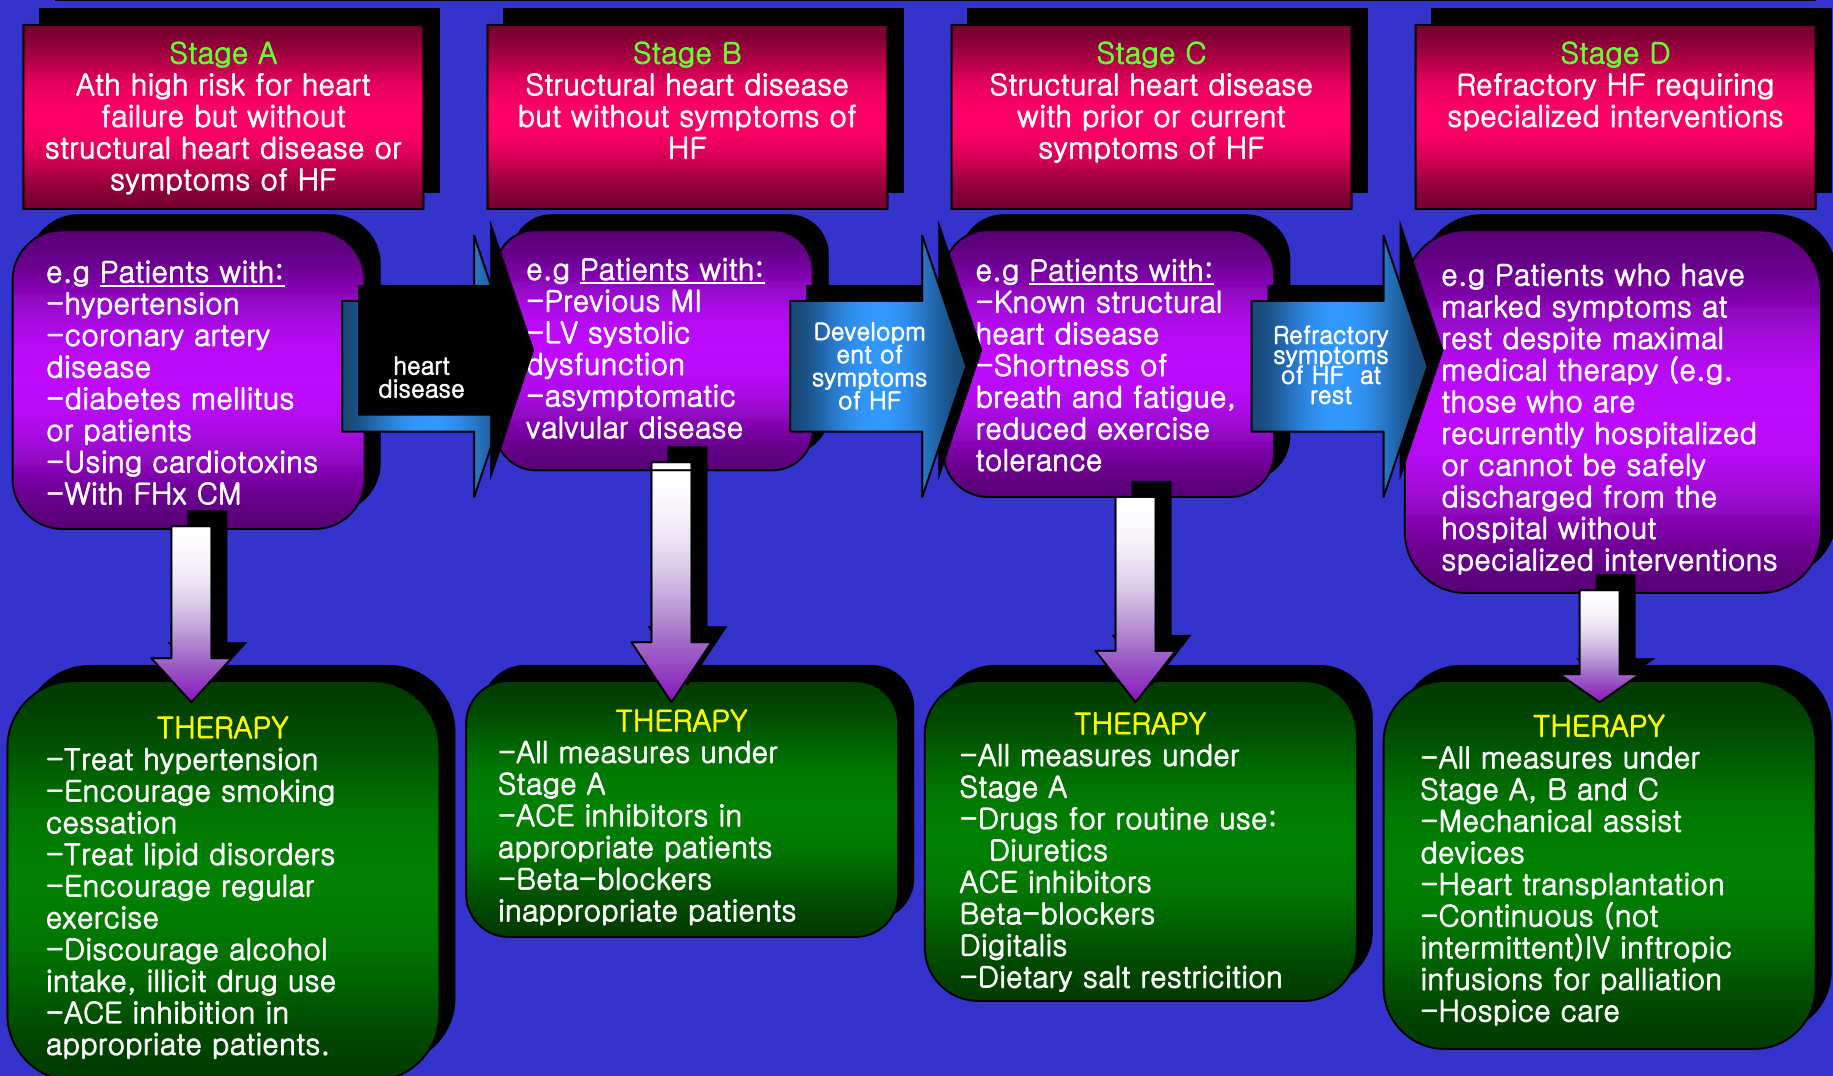 Stage A
Ath high risk for heart
failure but without
structural heart disease or
symptoms of HF
Stage B
Structural heart disease
but without symptoms of
HF
Stage C
Structural heart disease
with prior or current
symptoms of HF
Stage D
Refractory HF requiring
specialized interventions
e.g Patients with:
-hypertension
-coronary artery
disease
-diabetes mellitus
or patients
-Using cardiotoxins
-With FHx CM
heart
disease
e.g Patients with:
-Previous MI
-LV systolic
dysfunction
-asymptomatic
valvular disease
Developm
ent of
symptoms
of HF
e.g Patients with:
-Known structural
heart disease
-Shortness of
breath and fatigue,
reduced exercise
tolerance
Refractory
symptoms
of HF at
rest
e.g Patients who have
marked symptoms at
rest despite maximal
medical therapy (e.g.
those who are
recurrently hospitalized
or cannot be safely
discharged from the
hospital without
specialized interventions
THERAPY
-Treat hypertension
-Encourage smoking
cessation
-Treat lipid disorders
-Encourage regular
exercise
-Discourage alcohol
intake, illicit drug use
-ACE inhibition in
appropriate patients.
THERAPY
-All measures under
Stage A
-ACE inhibitors in
appropriate patients
-Beta-blockers
inappropriate patients
THERAPY
-All measures under
Stage A
-Drugs for routine use:
Diuretics
ACE inhibitors
Beta-blockers
Digitalis
-Dietary salt restricition
THERAPY
-All measures under
Stage A, B and C
-Mechanical assist
devices
-Heart transplantation
-Continuous (not
intermittent)IV inftropic
infusions for palliation
-Hospice care